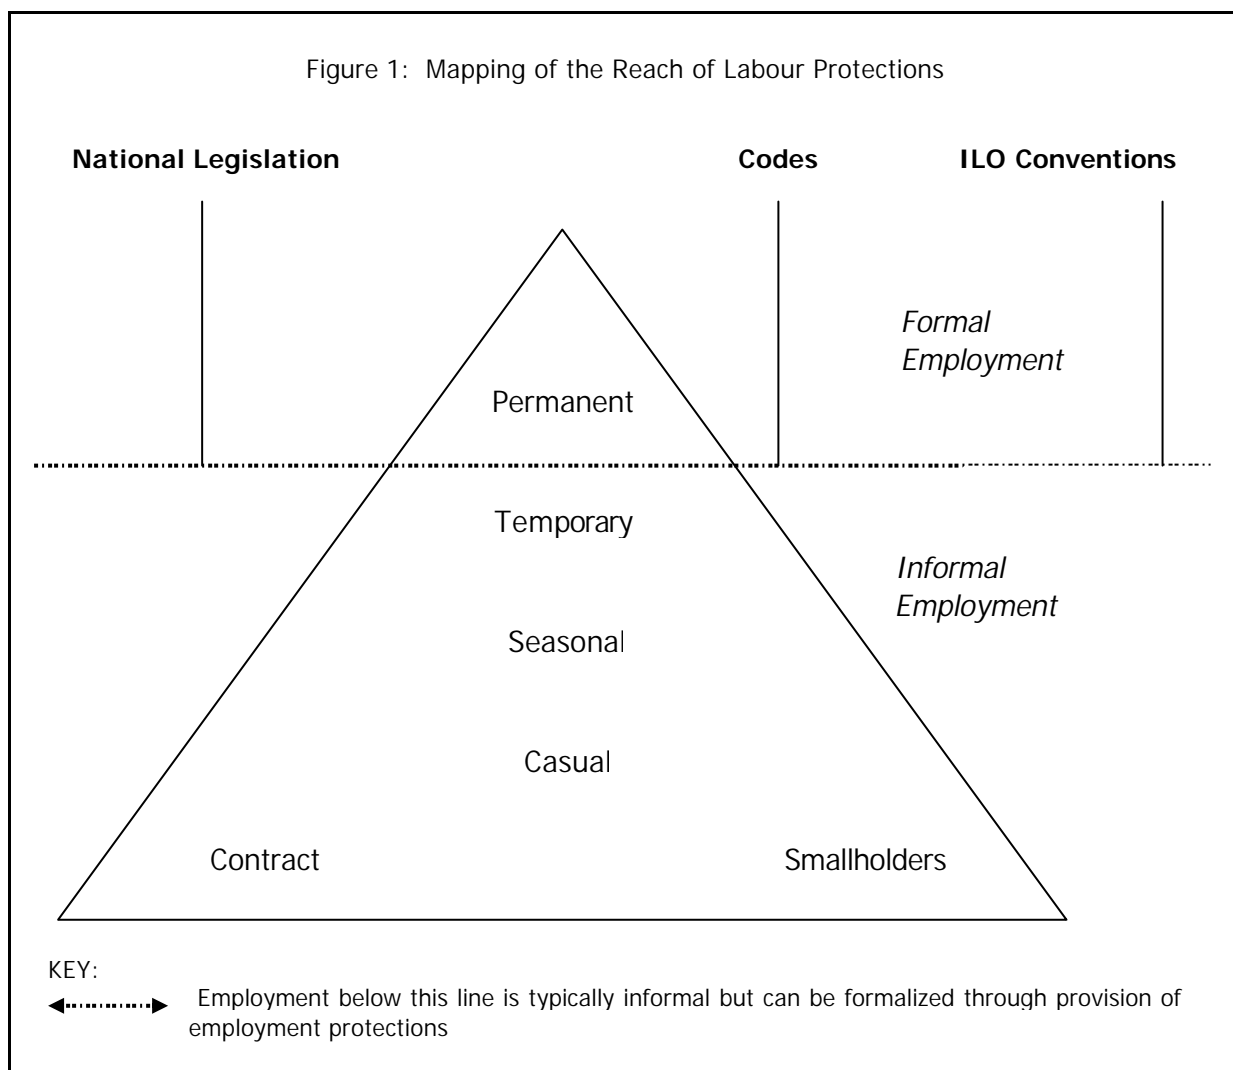 Figure 1: Mapping of the Reach of Labour Protections
National Legislation
Codes
ILO Conventions
Formal
Employment
Permanent
Temporary
Informal
Employment
Seasonal
Casual
Contract
Smallholders
KEY:
Employment below this line is typically informal but can be formalized through provision of
employment protections